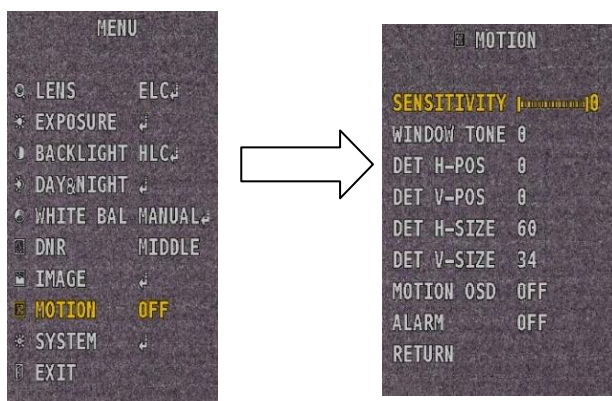 MENU
LENS ELC↲
EXPOSURE ↲
BACKLIGHT HLC↲
DAY&NIGHT ↲
WHITE BAL MANUAL↲
DNR MIDDLE
IMAGE ↲
MOTION OFF
SYSTEM ↲
EXIT
MOTION
SENSITIVITY 0
WINDOW TONE 0
DET H-POS 0
DET V-POS 0
DET H-SIZE 60
DET V-SIZE 34
MOTION OSD OFF
ALARM OFF
RETURN